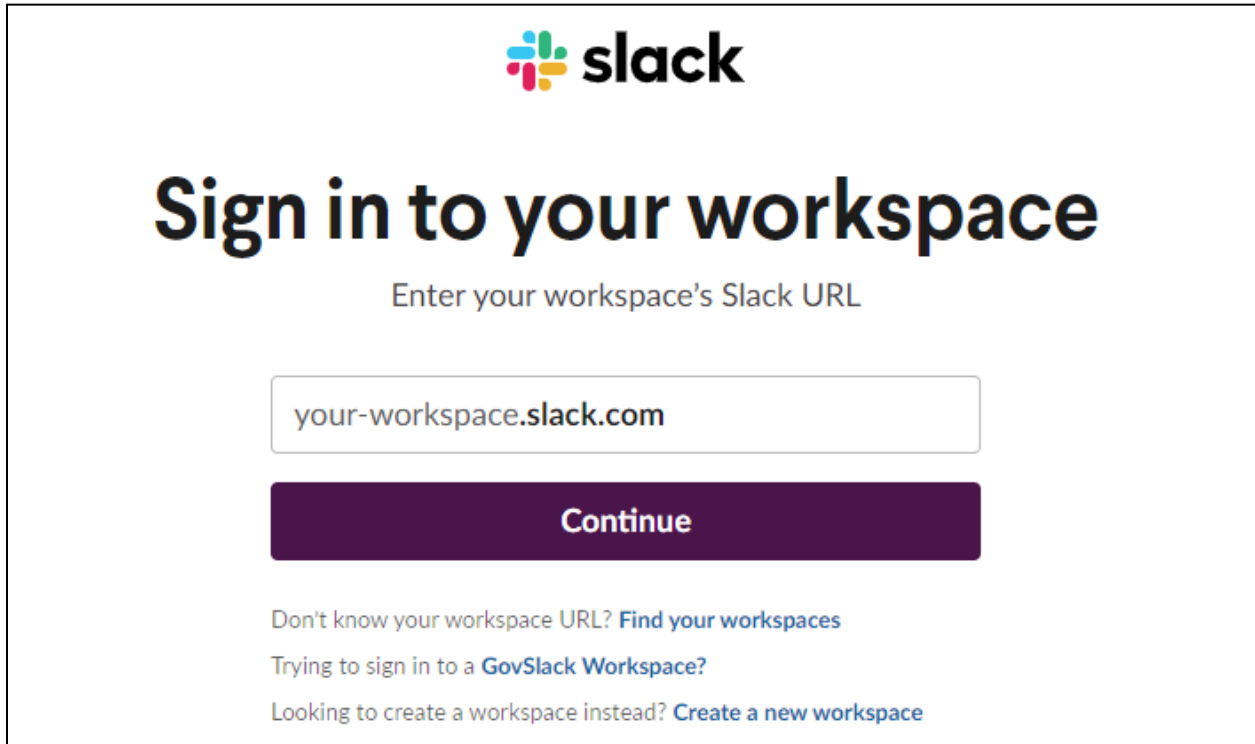 slack
Sign in to your workspace
Enter your workspace’s Slack URL
your-workspace.slack.com
Continue
Don’t know your workspace URL? Find your workspaces
Trying to sign in to a GovSlack Workspace?
Looking to create a workspace instead? Create a new workspace